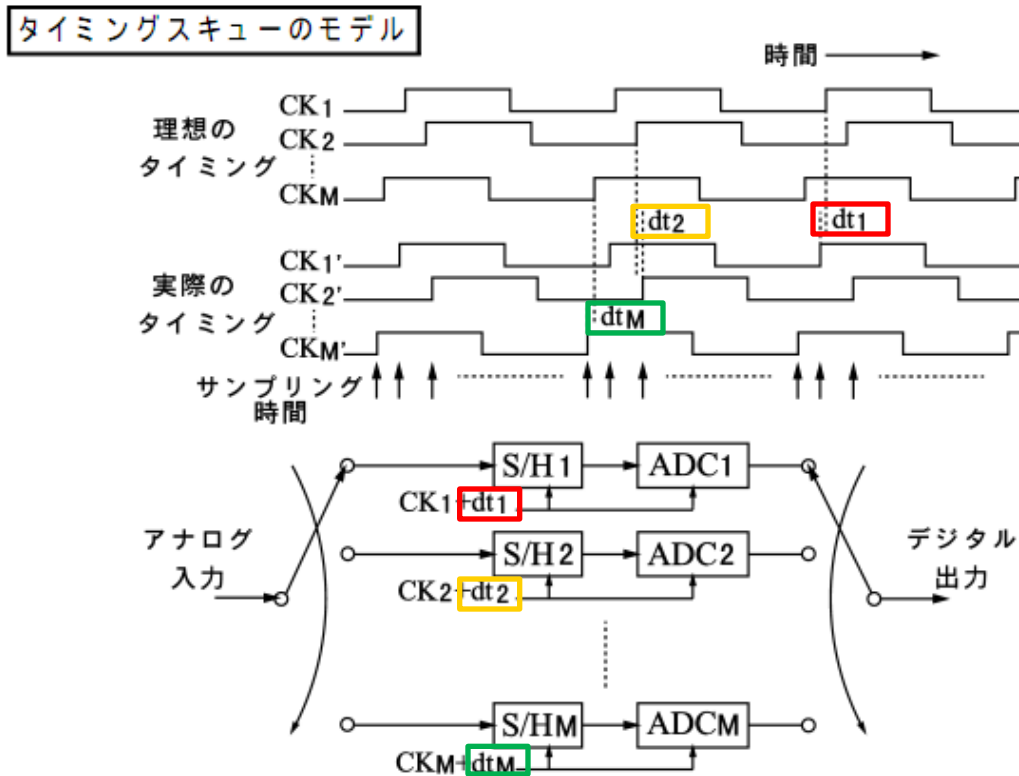 タイミングスキューのモデル
時間
CK1
理想の
CK2
タイミング
CKM
dt2
dt1
CK1'
実際の
CK2'
タイミング
dtM
CKM'
サンプリング
時間
S/H1
ADC1
CK1+dt1
アナログ
入力
S/H2
ADC2
デジタル
出力
CK2+dt2
S/HM
ADCM
CKM+dtM